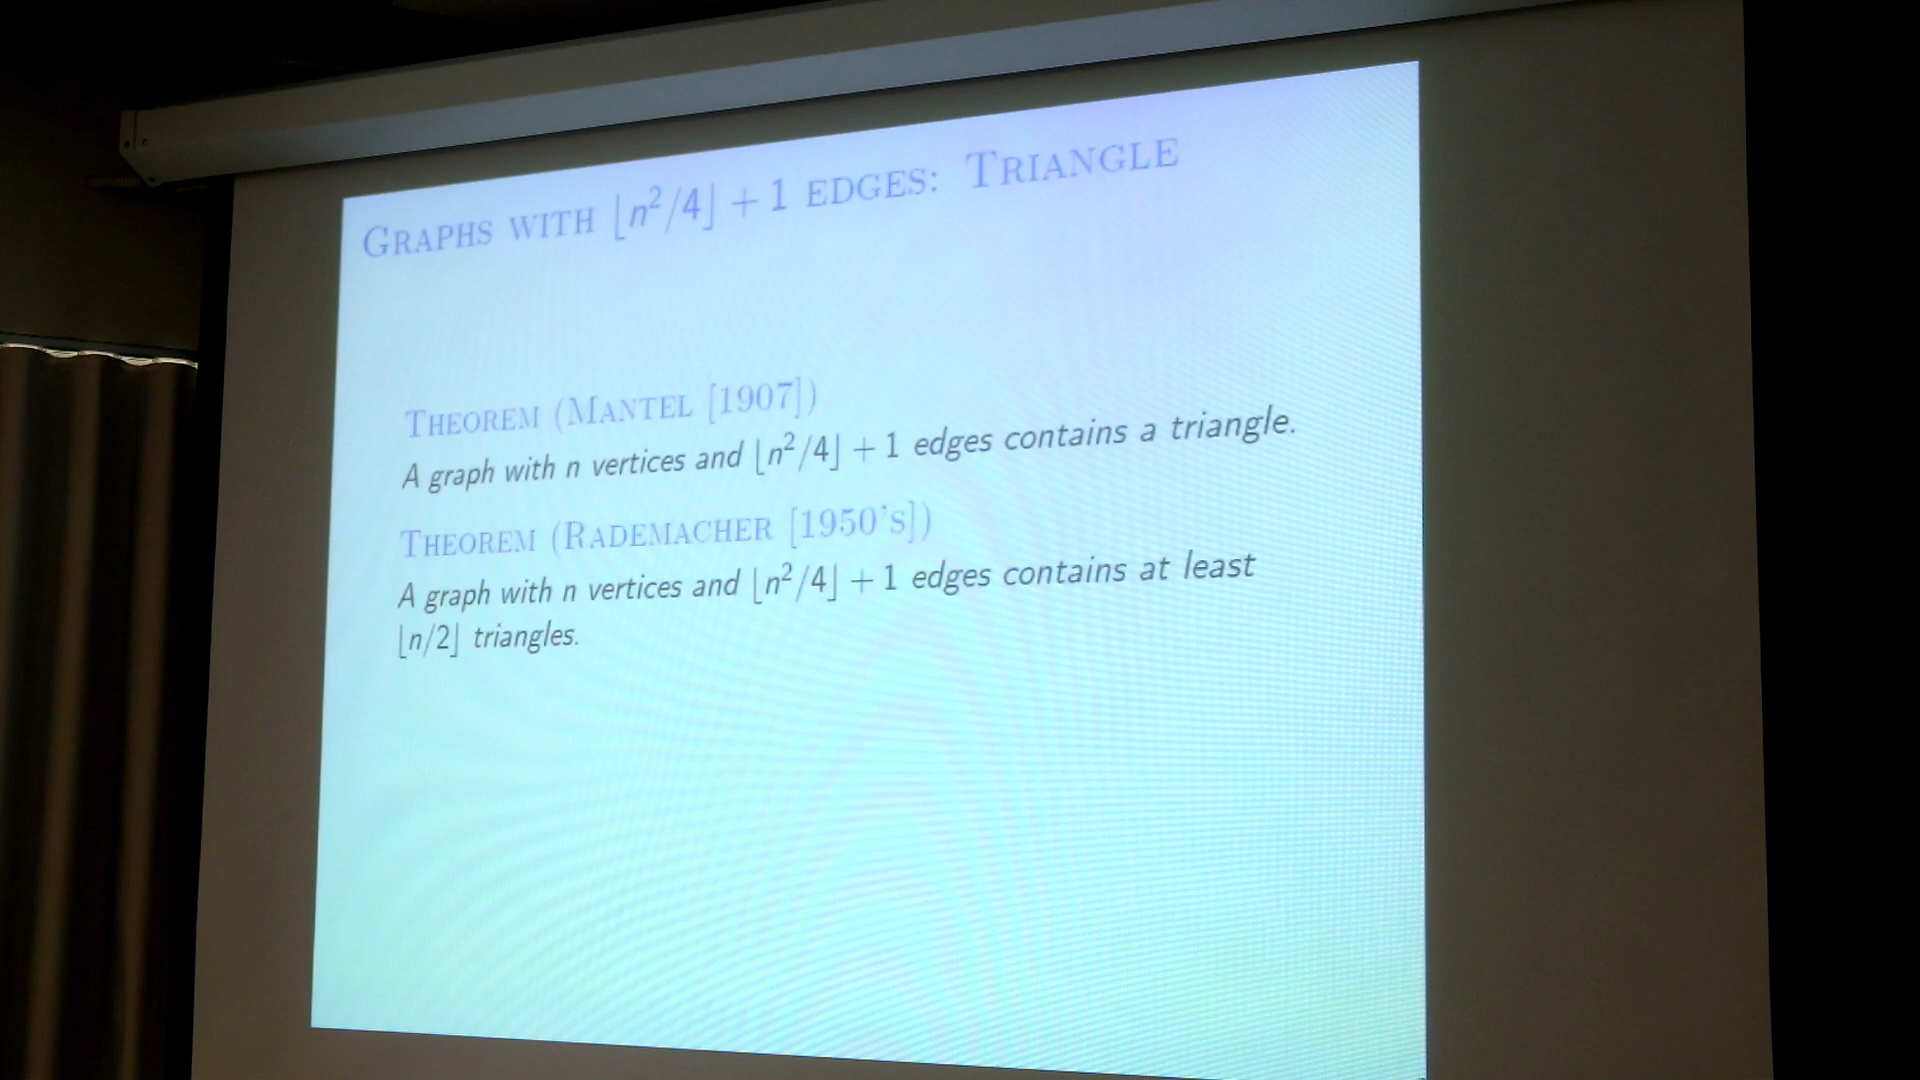 GRAPHS WITH ⌊n²/4⌋ + 1 EDGES: TRIANGLE
THEOREM (MANTEL [1907])
A graph with n vertices and ⌊n²/4⌋ + 1 edges contains a triangle.
THEOREM (RADEMACHER [1950'S])
A graph with n vertices and ⌊n²/4⌋ + 1 edges contains at least
⌊n/2⌋ triangles.